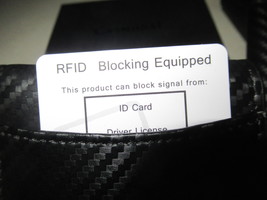 RFID Blocking Equipped
This product can block signal from:
ID Card
Driver License